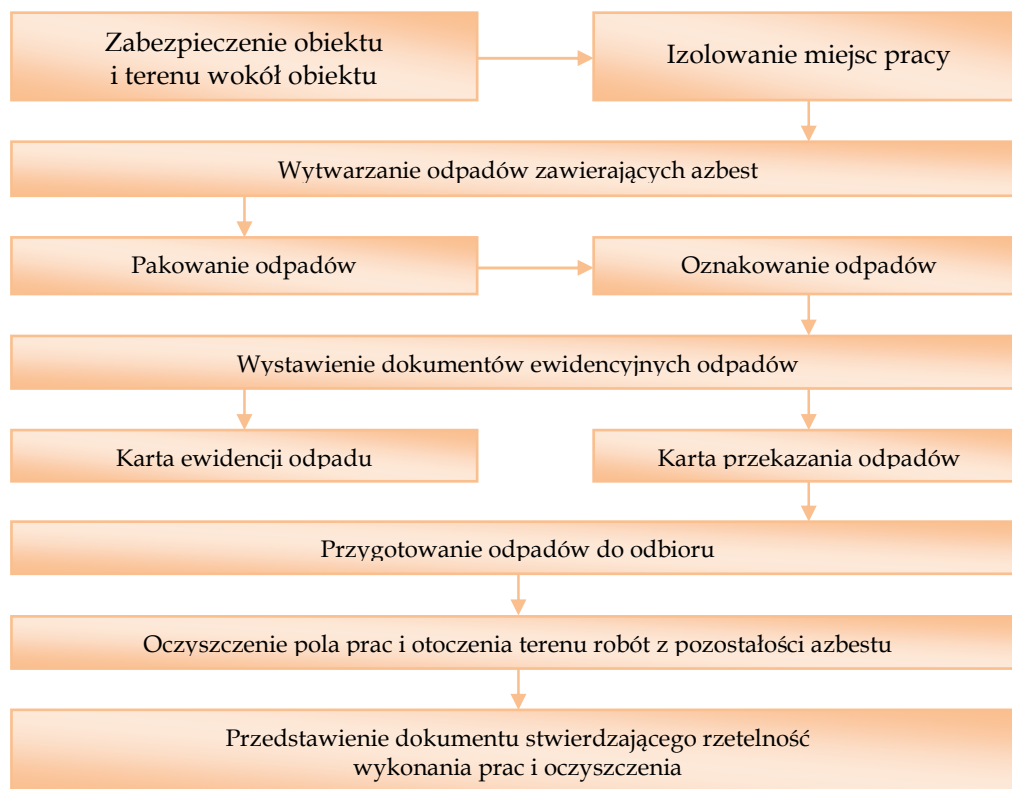 Zabezpieczenie obiektu
i terenu wokół obiektu
Izolowanie miejsc pracy
Wytwarzanie odpadów zawierających azbest
Pakowanie odpadów
Oznakowanie odpadów
Wystawienie dokumentów ewidencyjnych odpadów
Karta ewidencji odpadu
Karta przekazania odpadów
Przygotowanie odpadów do odbioru
Oczyszczenie pola prac i otoczenia terenu robót z pozostałości azbestu
Przedstawienie dokumentu stwierdzającego rzetelność
wykonania prac i oczyszczenia